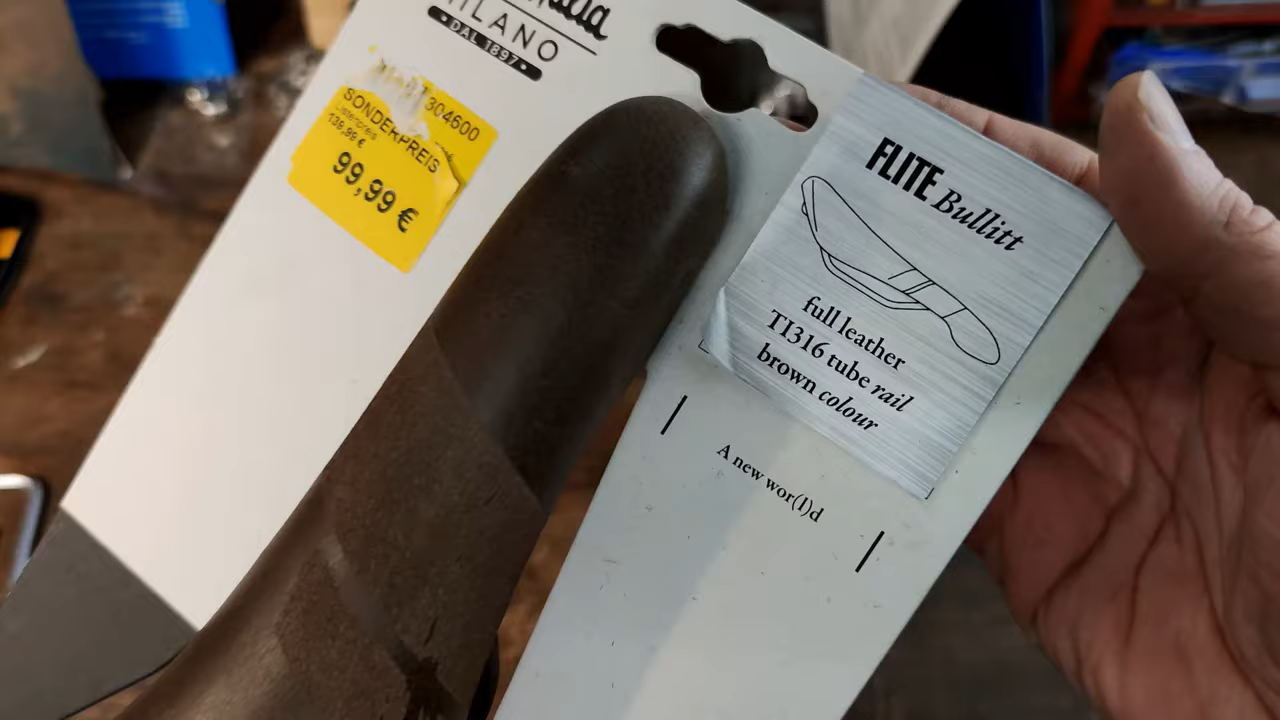 MILANO
• DAL 1897 •
304600
SONDERPREIS
Listenpreis
139,99 €
99,99 €
FLITE Bullitt
full leather
TI316 tube rail
brown colour
A new wor(l)d